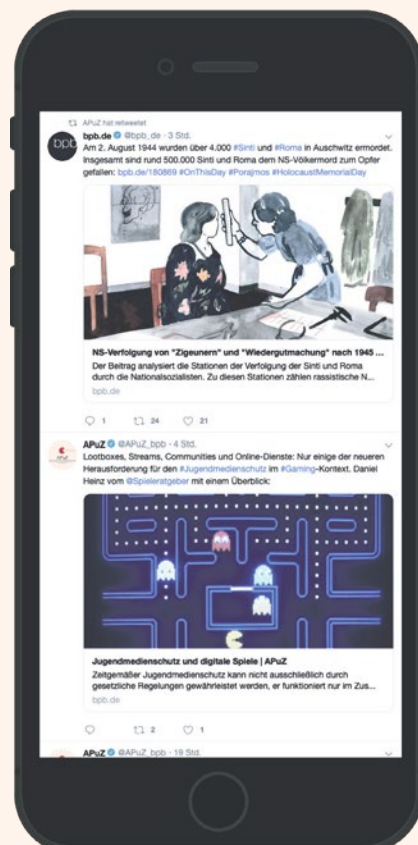 APuZ hat retweetet
bpb.de @bpb_de · 3 Std.
bpb
Am 2. August 1944 wurden über 4.000 #Sinti und #Roma in Auschwitz ermordet.
Insgesamt sind rund 500.000 Sinti und Roma dem NS-Völkermord zum Opfer
gefallen: bpb.de/180869 #OnThisDay #Porajmos #HolocaustMemorialDay
NS-Verfolgung von "Zigeunern" und "Wiedergutmachung" nach 1945 ...
Der Beitrag analysiert die Stationen der Verfolgung der Sinti und Roma
durch die Nationalsozialisten. Zu diesen Stationen zählen rassistische N...
bpb.de
1 24 21
APuZ @APuZ_bpb · 4 Std.
APuZ
Lootboxes, Streams, Communities und Online-Dienste: Nur einige der neueren
Herausforderung für den #Jugendmedienschutz im #Gaming-Kontext. Daniel
Heinz vom @Spieleratgeber mit einem Überblick:
Jugendmedienschutz und digitale Spiele | APuZ
Zeitgemäßer Jugendmedienschutz kann nicht ausschließlich durch
gesetzliche Regelungen gewährleistet werden, er funktioniert nur im Zus...
bpb.de
2 1
APuZ @APuZ_bpb · 19 Std.